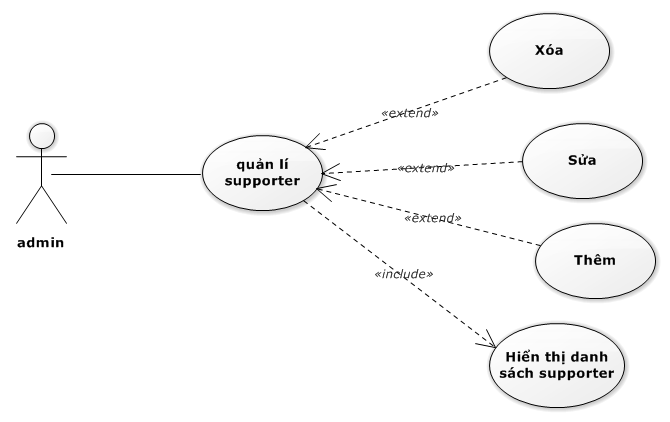 Xóa
«extend»
quản lí
supporter
«extend»
Sửa
«extend»
admin
Thêm
«include»
Hiển thị danh
sách supporter